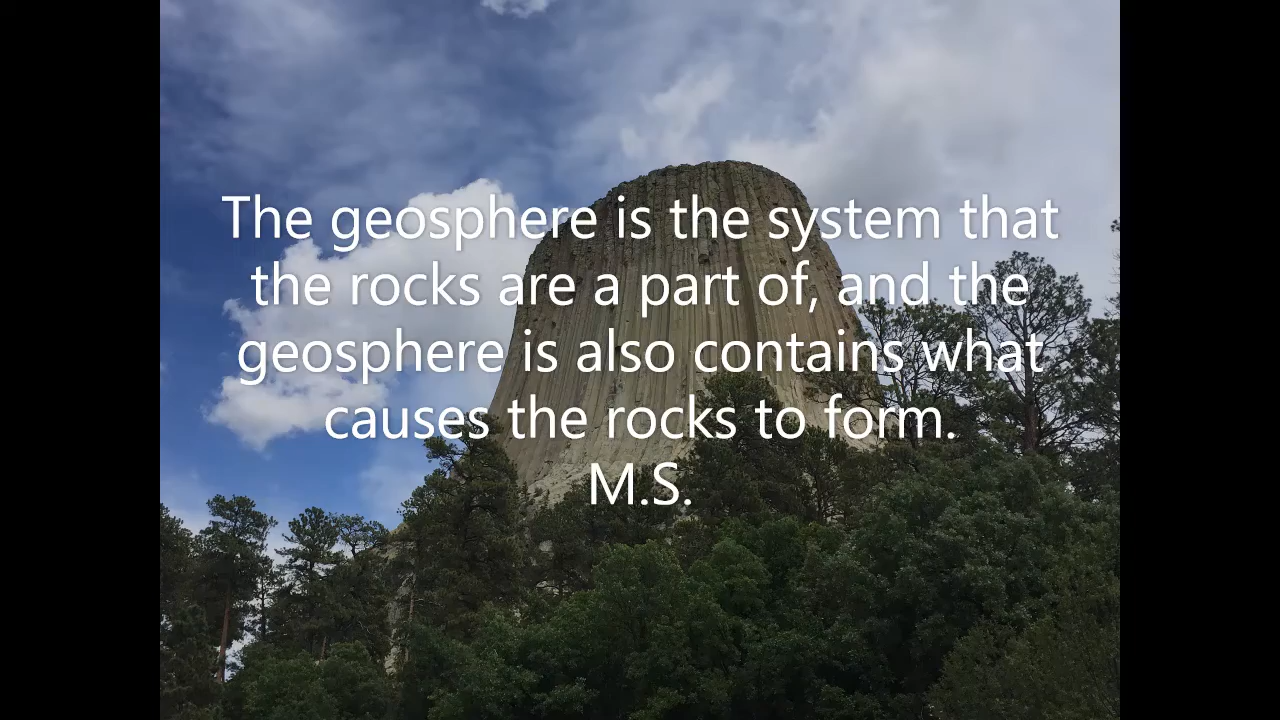 The geosphere is the system that
the rocks are a part of, and the
geosphere is also contains what
causes the rocks to form.
M.S.